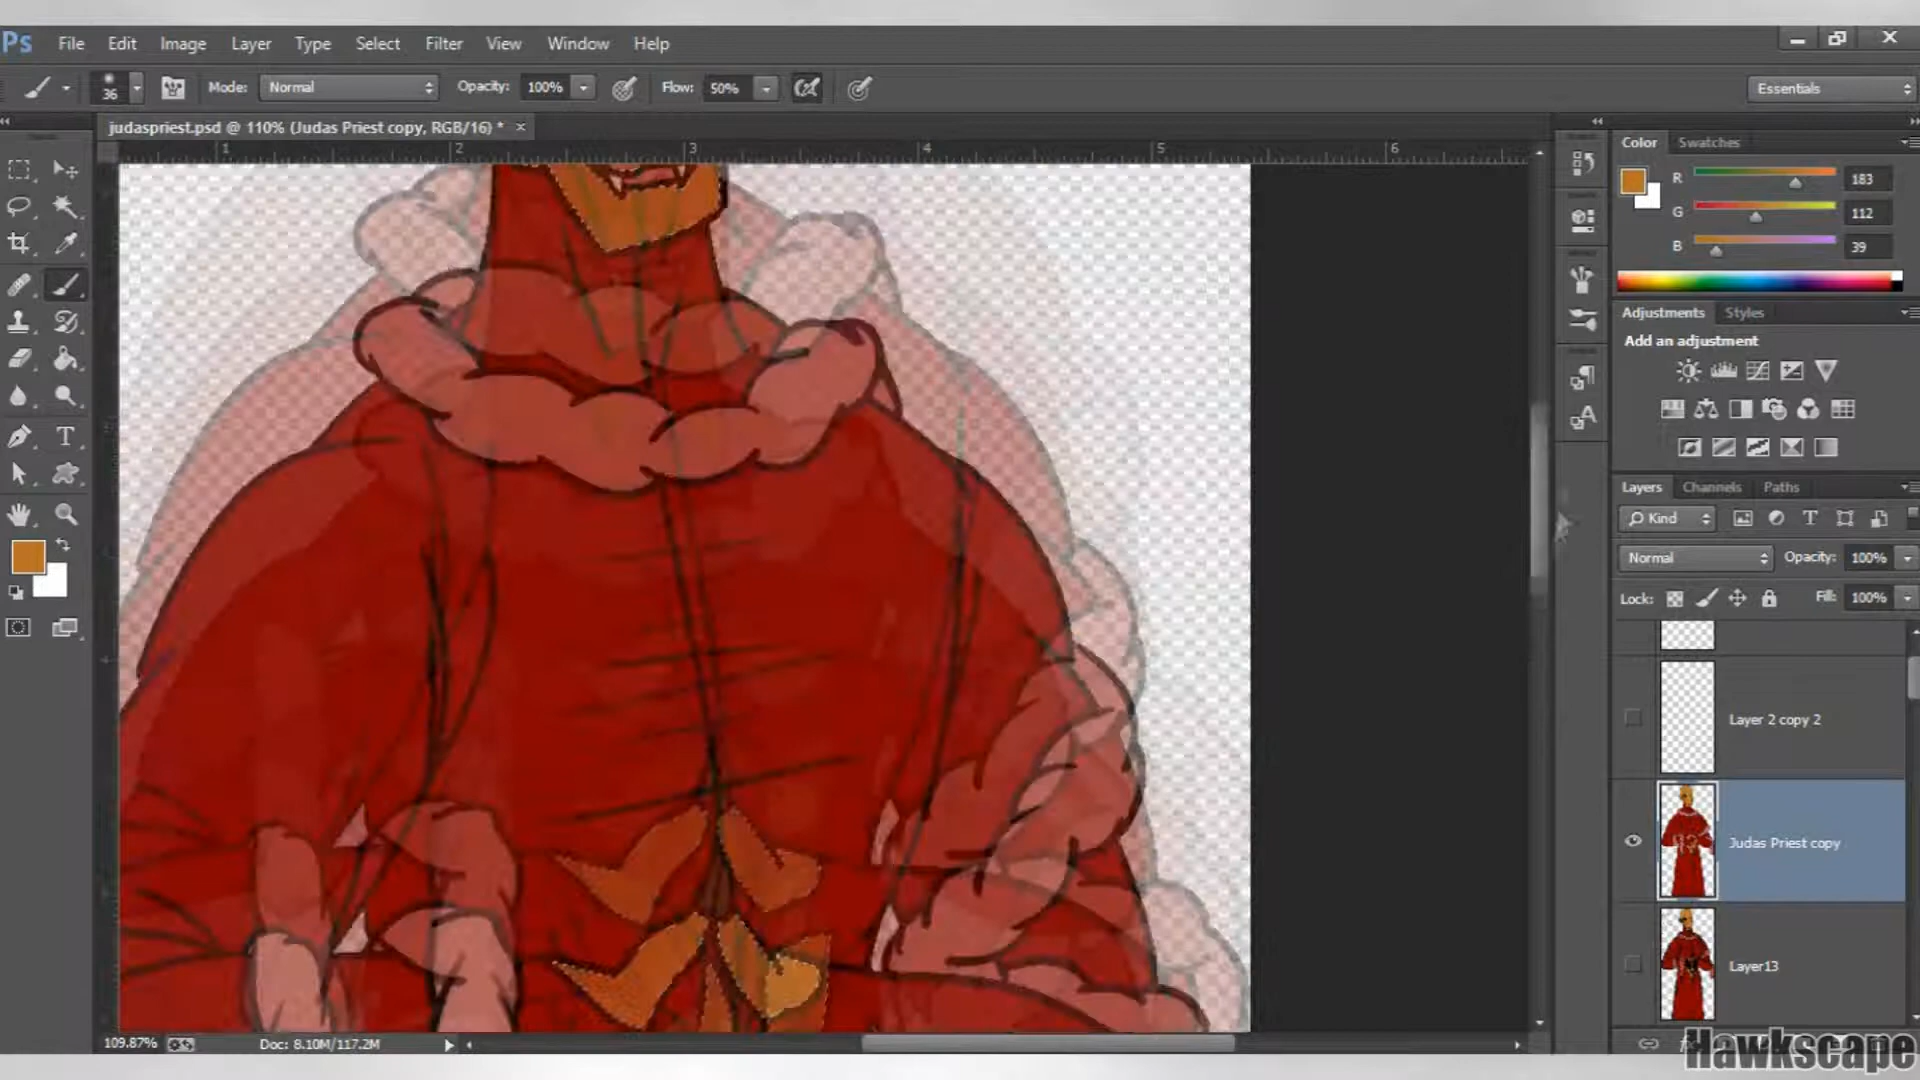 Ps File Edit Image Layer Type Select Filter View Window Help
36 Mode: Normal Opacity: 100% Flow: 50% Essentials
judaspriest.psd @ 110% (Judas Priest copy, RGB/16) * ×
1 2 3 4 5 6
Color Swatches
R 183
G 112
B 39
Adjustments Styles
Add an adjustment
Layers Channels Paths
Kind
Normal Opacity: 100%
Lock: Fill: 100%
Layer 2 copy 2
Judas Priest copy
Layer13
109.87% Doc: 8.10M/117.2M
Hawkscape